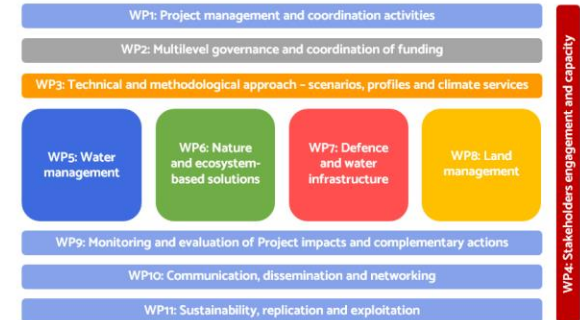 WP1: Project management and coordination activities
WP2: Multilevel governance and coordination of funding
WP3: Technical and methodological approach – scenarios, profiles and climate services
WP5: Water
management
WP6: Nature
and ecosystem-
based solutions
WP7: Defence
and water
infrastructure
WP8: Land
management
WP9: Monitoring and evaluation of Project impacts and complementary actions
WP10: Communication, dissemination and networking
WP11: Sustainability, replication and exploitation
WP4: Stakeholders engagement and capacity